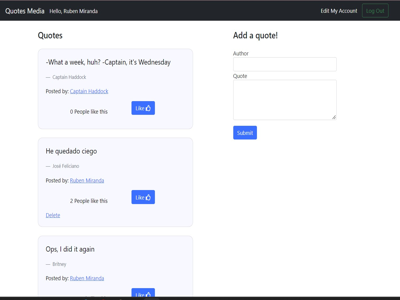 Quotes Media Hello, Ruben Miranda Edit My Account Log Out
Quotes
-What a week, huh? -Captain, it's Wednesday
— Captain Haddock
Posted by: Captain Haddock
0 People like this Like
He quedado ciego
— José Feliciano
Posted by: Ruben Miranda
2 People like this Like
Delete
Ops, I did it again
— Britney
Posted by: Ruben Miranda
Like
Add a quote!
Author
Quote
Submit